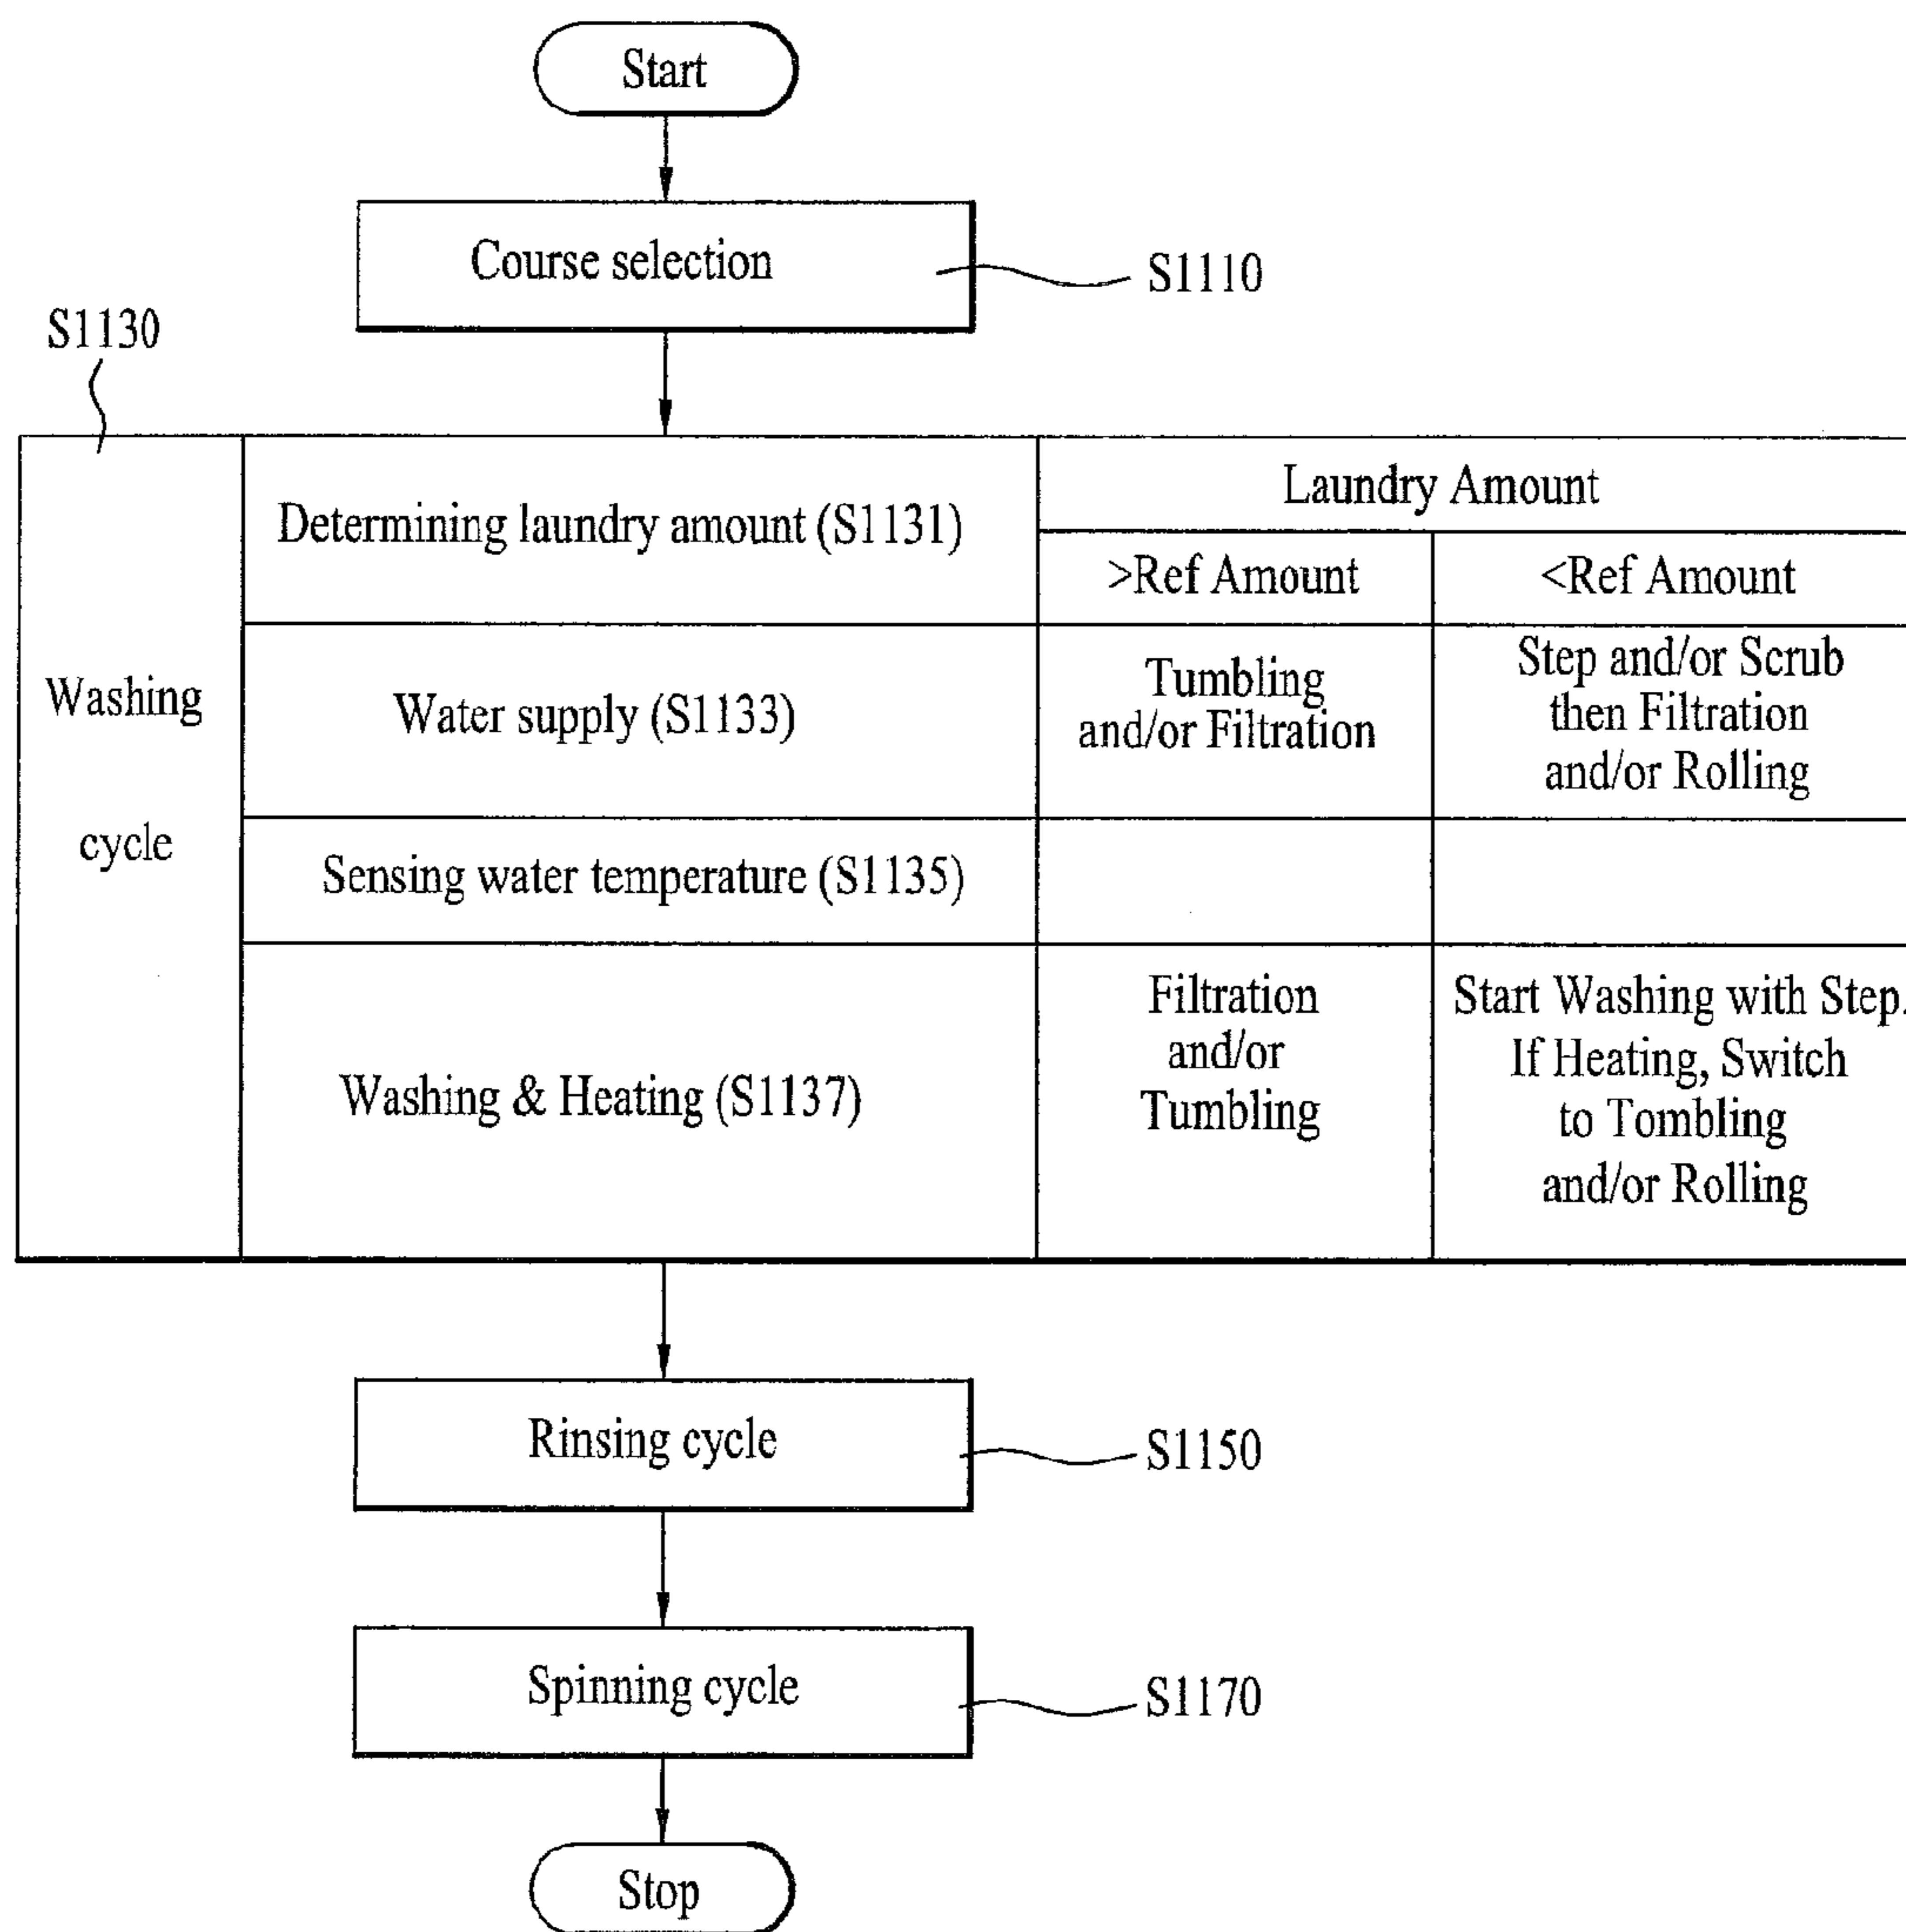 Start
Course selection
S1110
S1130
Washing
cycle
Determining laundry amount (S1131)
Laundry Amount
>Ref Amount
<Ref Amount
Water supply (S1133)
Tumbling
and/or Filtration
Step and/or Scrub
then Filtration
and/or Rolling
Sensing water temperature (S1135)
Washing & Heating (S1137)
Filtration
and/or
Tumbling
Start Washing with Step.
If Heating, Switch
to Tombling
and/or Rolling
Rinsing cycle
S1150
Spinning cycle
S1170
Stop